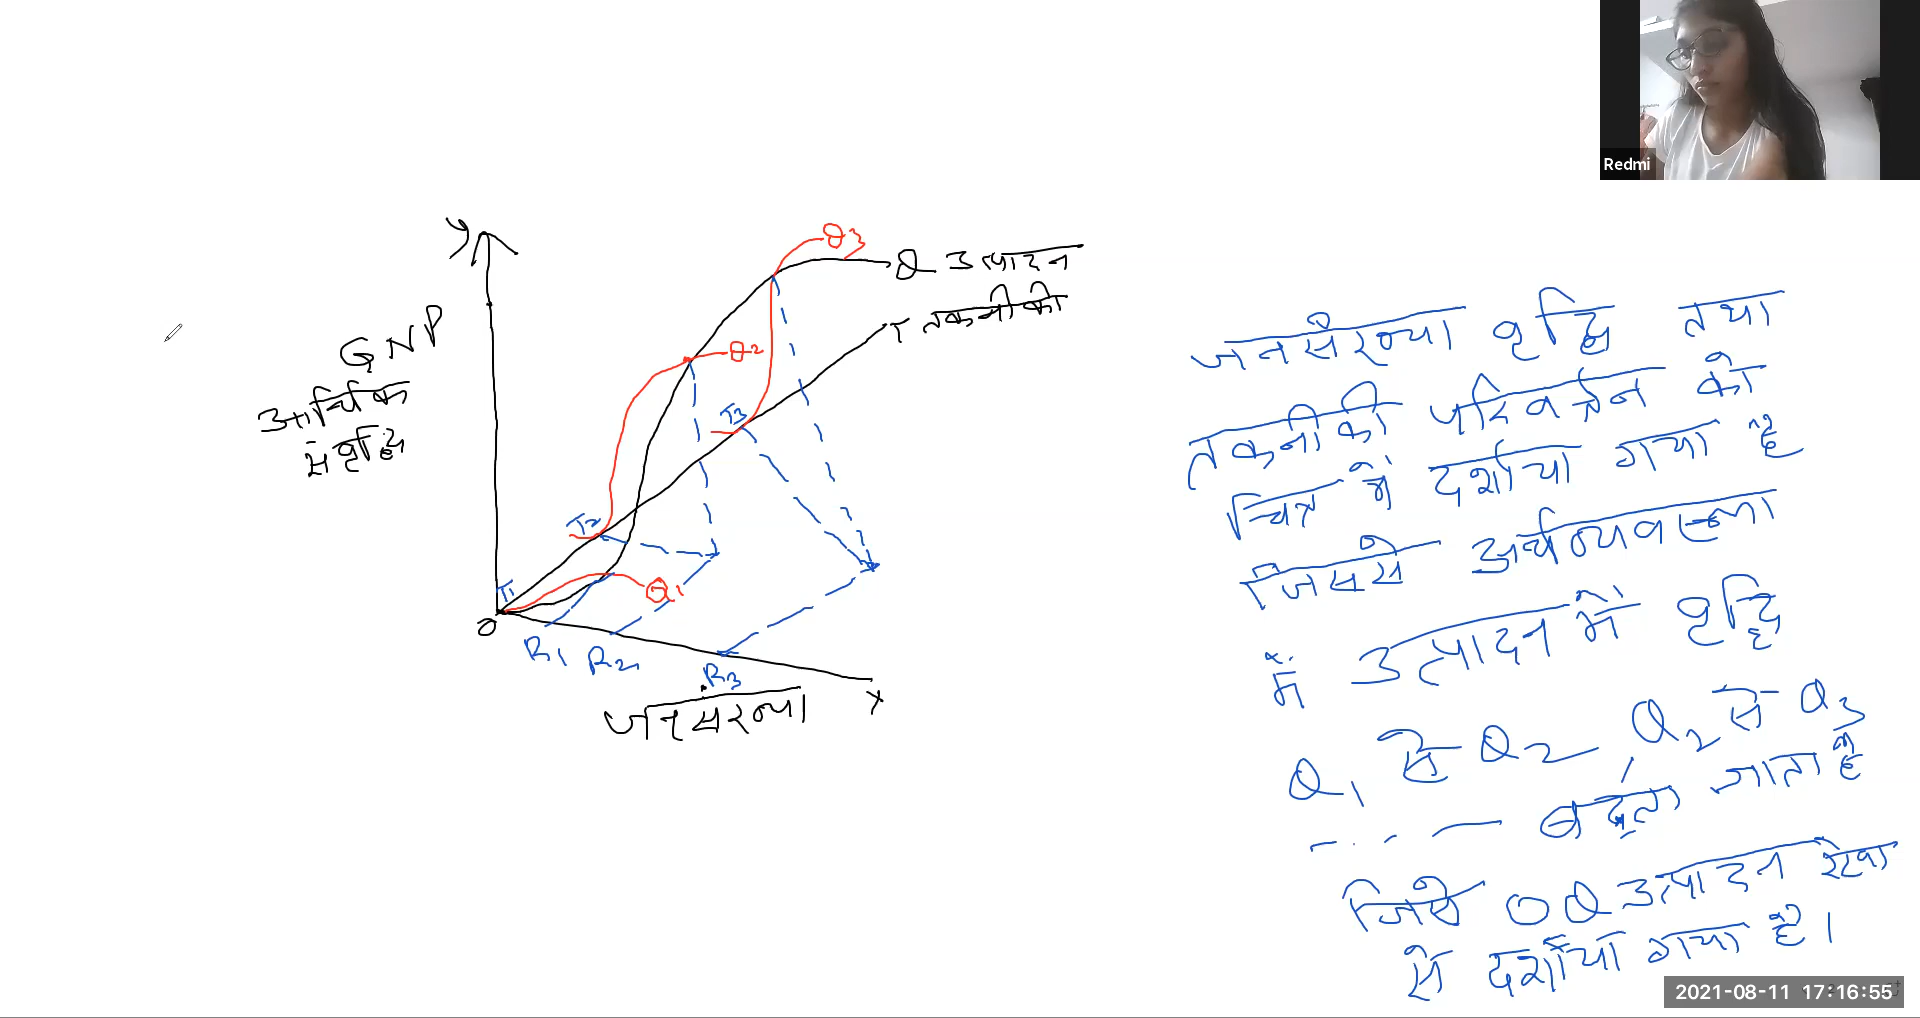 Redmi
y
GNP
आर्थिक
संवृद्धि
Q3
Q उत्पादन
T तकनीकी
Q2
T3
T2
T1
Q1
O
R1 R2 R3
जनसंख्या
X
जनसंख्या वृद्धि तथा
तकनीकी परिवर्तन को
चित्र में दर्शाया गया है
जिससे अर्थव्यवस्था
में उत्पादन में वृद्धि
Q1 से Q2, Q2 से Q3
- . . — बढ़ता जाता है
जिसे OQ उत्पादन रेखा
से दर्शाया गया है।
2021-08-11 17:16:55